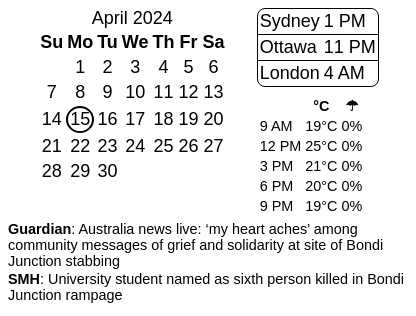 April 2024
Su Mo Tu We Th Fr Sa
1 2 3 4 5 6
7 8 9 10 11 12 13
14 15 16 17 18 19 20
21 22 23 24 25 26 27
28 29 30
Sydney 1 PM
Ottawa 11 PM
London 4 AM
°C ☂
9 AM 19°C 0%
12 PM 25°C 0%
3 PM 21°C 0%
6 PM 20°C 0%
9 PM 19°C 0%
Guardian: Australia news live: ‘my heart aches’ among
community messages of grief and solidarity at site of Bondi
Junction stabbing
SMH: University student named as sixth person killed in Bondi
Junction rampage